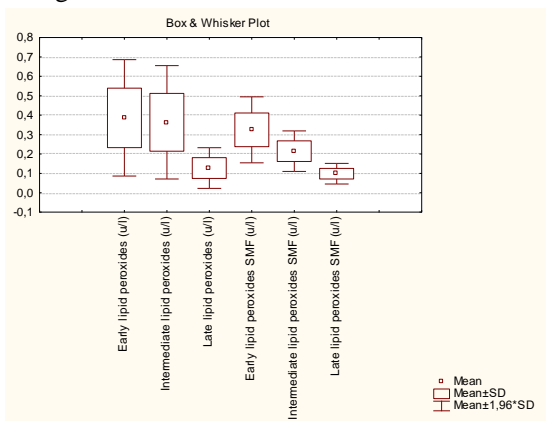 Box & Whisker Plot
0,8
0,7
0,6
0,5
0,4
0,3
0,2
0,1
0,0
-0,1
Early lipid peroxides (u/l)
Intermediate lipid peroxides (u/l)
Late lipid peroxides (u/l)
Early lipid peroxides SMF (u/l)
Intermediate lipid peroxides SMF (u/l)
Late lipid peroxides SMF (u/l)
Mean
Mean±SD
Mean±1,96*SD